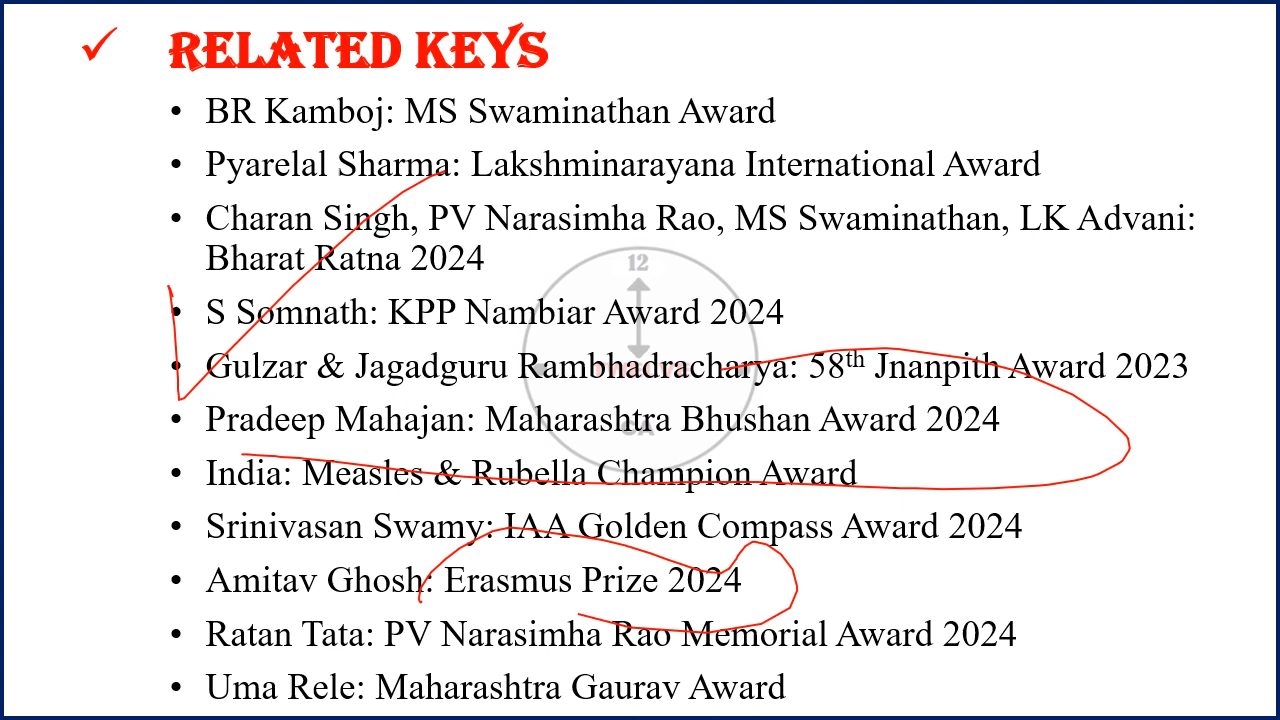 RELATED KEYS
• BR Kamboj: MS Swaminathan Award
• Pyarelal Sharma: Lakshminarayana International Award
• Charan Singh, PV Narasimha Rao, MS Swaminathan, LK Advani:
Bharat Ratna 2024
12
• S Somnath: KPP Nambiar Award 2024
• Gulzar & Jagadguru Rambhadracharya: 58th Jnanpith Award 2023
• Pradeep Mahajan: Maharashtra Bhushan Award 2024
CA
• India: Measles & Rubella Champion Award
• Srinivasan Swamy: IAA Golden Compass Award 2024
• Amitav Ghosh: Erasmus Prize 2024
• Ratan Tata: PV Narasimha Rao Memorial Award 2024
• Uma Rele: Maharashtra Gaurav Award